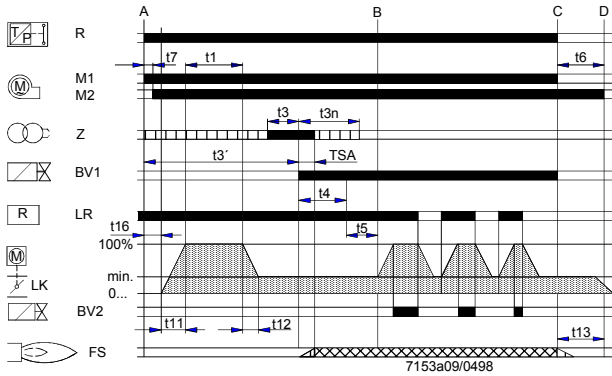 A B C D
T P R
t7 t1 t6
M M1
M2
t3 t3n
Z
t3´ TSA
BV1
t4
R LR
t16 t5
100%
M
min.
LK
0...
BV2
t11 t12 t13
FS
7153a09/0498